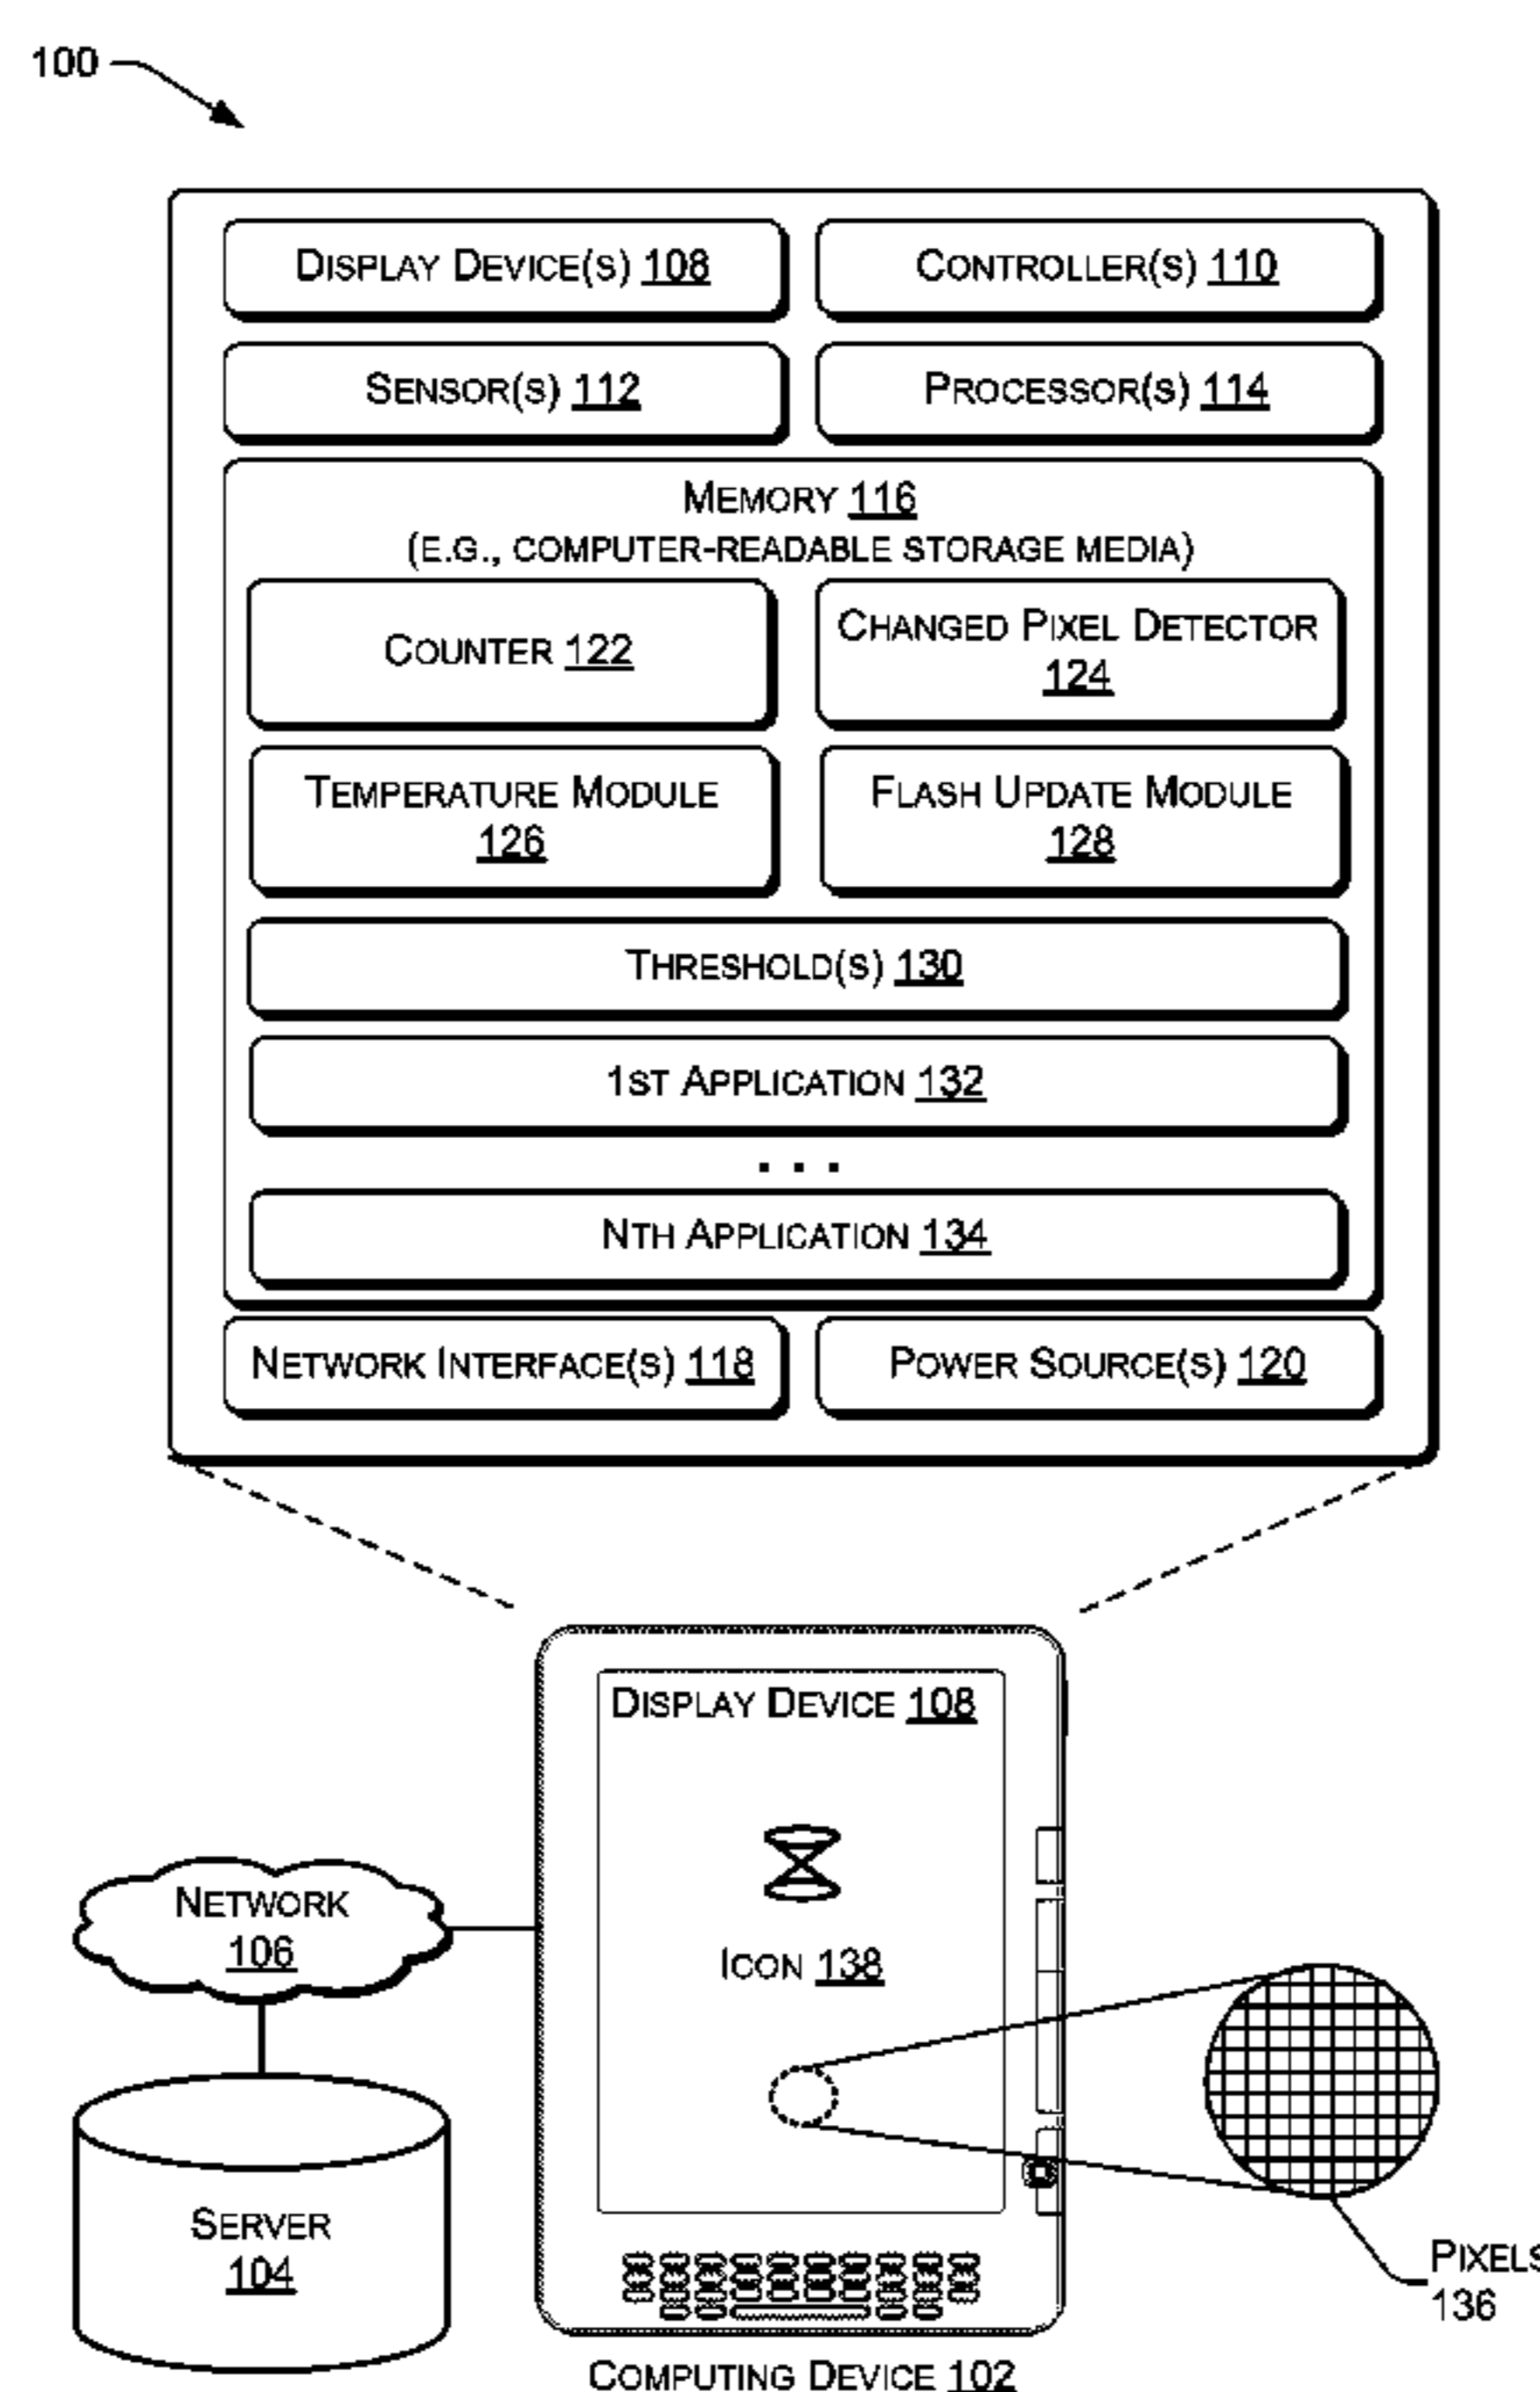 100
DISPLAY DEVICE(S) 108
CONTROLLER(S) 110
SENSOR(S) 112
PROCESSOR(S) 114
MEMORY 116
(E.G., COMPUTER-READABLE STORAGE MEDIA)
COUNTER 122
CHANGED PIXEL DETECTOR
124
TEMPERATURE MODULE
126
FLASH UPDATE MODULE
128
THRESHOLD(S) 130
1ST APPLICATION 132
. . .
NTH APPLICATION 134
NETWORK INTERFACE(S) 118
POWER SOURCE(S) 120
DISPLAY DEVICE 108
ICON 138
NETWORK
106
SERVER
104
PIXELS
136
COMPUTING DEVICE 102